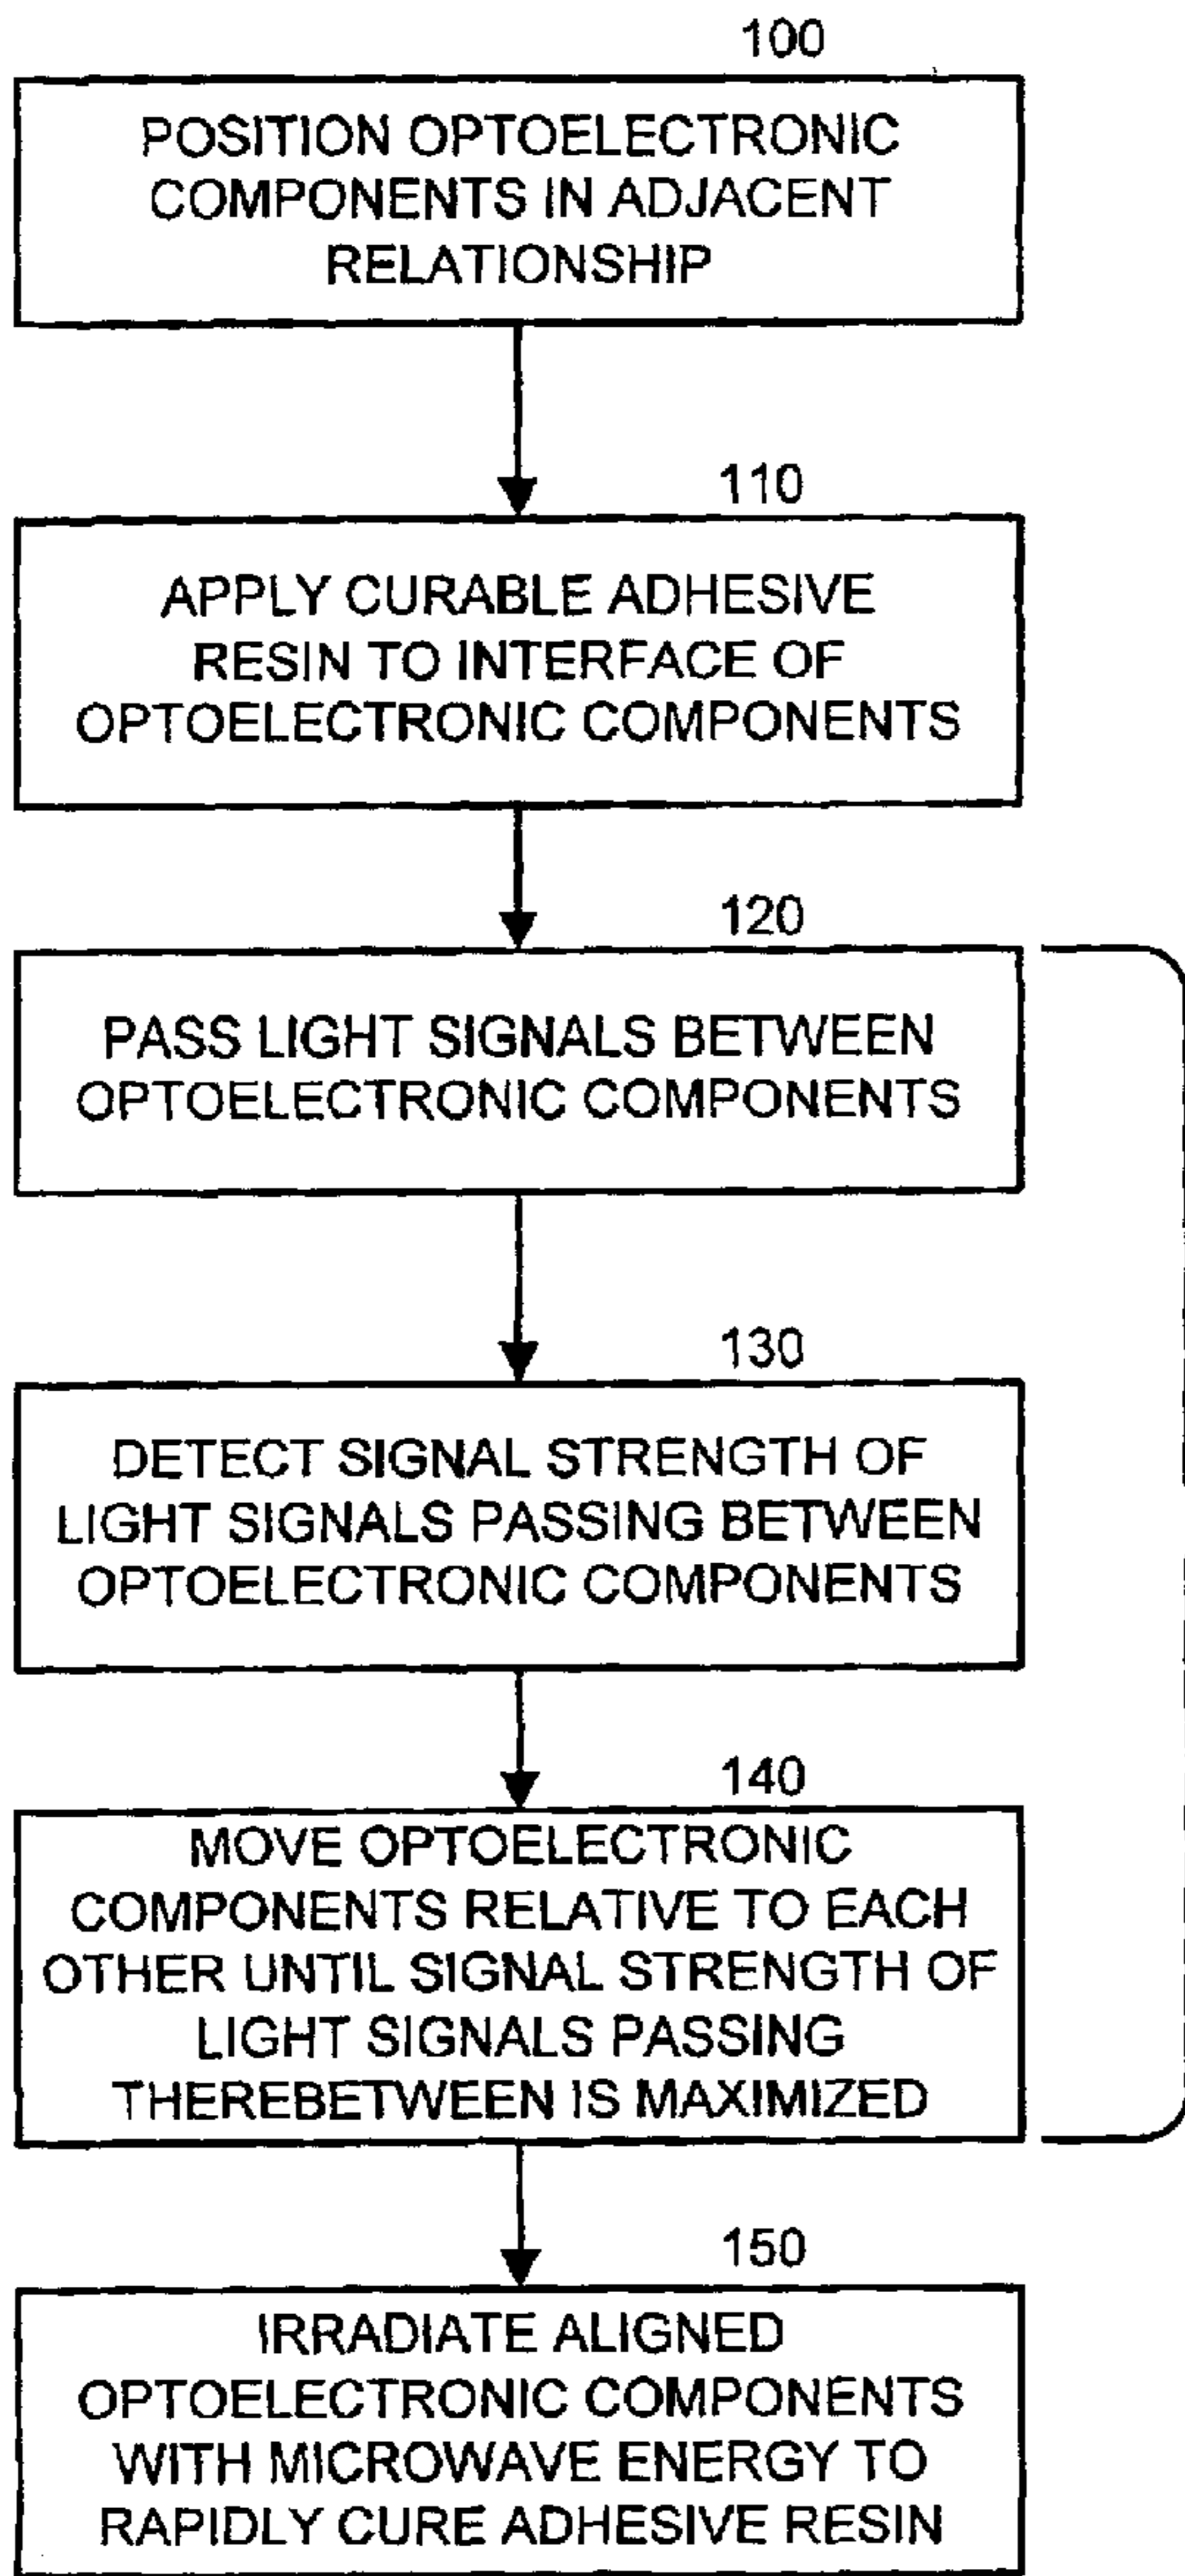 100
POSITION OPTOELECTRONIC
COMPONENTS IN ADJACENT
RELATIONSHIP
110
APPLY CURABLE ADHESIVE
RESIN TO INTERFACE OF
OPTOELECTRONIC COMPONENTS
120
PASS LIGHT SIGNALS BETWEEN
OPTOELECTRONIC COMPONENTS
130
DETECT SIGNAL STRENGTH OF
LIGHT SIGNALS PASSING BETWEEN
OPTOELECTRONIC COMPONENTS
140
MOVE OPTOELECTRONIC
COMPONENTS RELATIVE TO EACH
OTHER UNTIL SIGNAL STRENGTH OF
LIGHT SIGNALS PASSING
THEREBETWEEN IS MAXIMIZED
150
IRRADIATE ALIGNED
OPTOELECTRONIC COMPONENTS
WITH MICROWAVE ENERGY TO
RAPIDLY CURE ADHESIVE RESIN